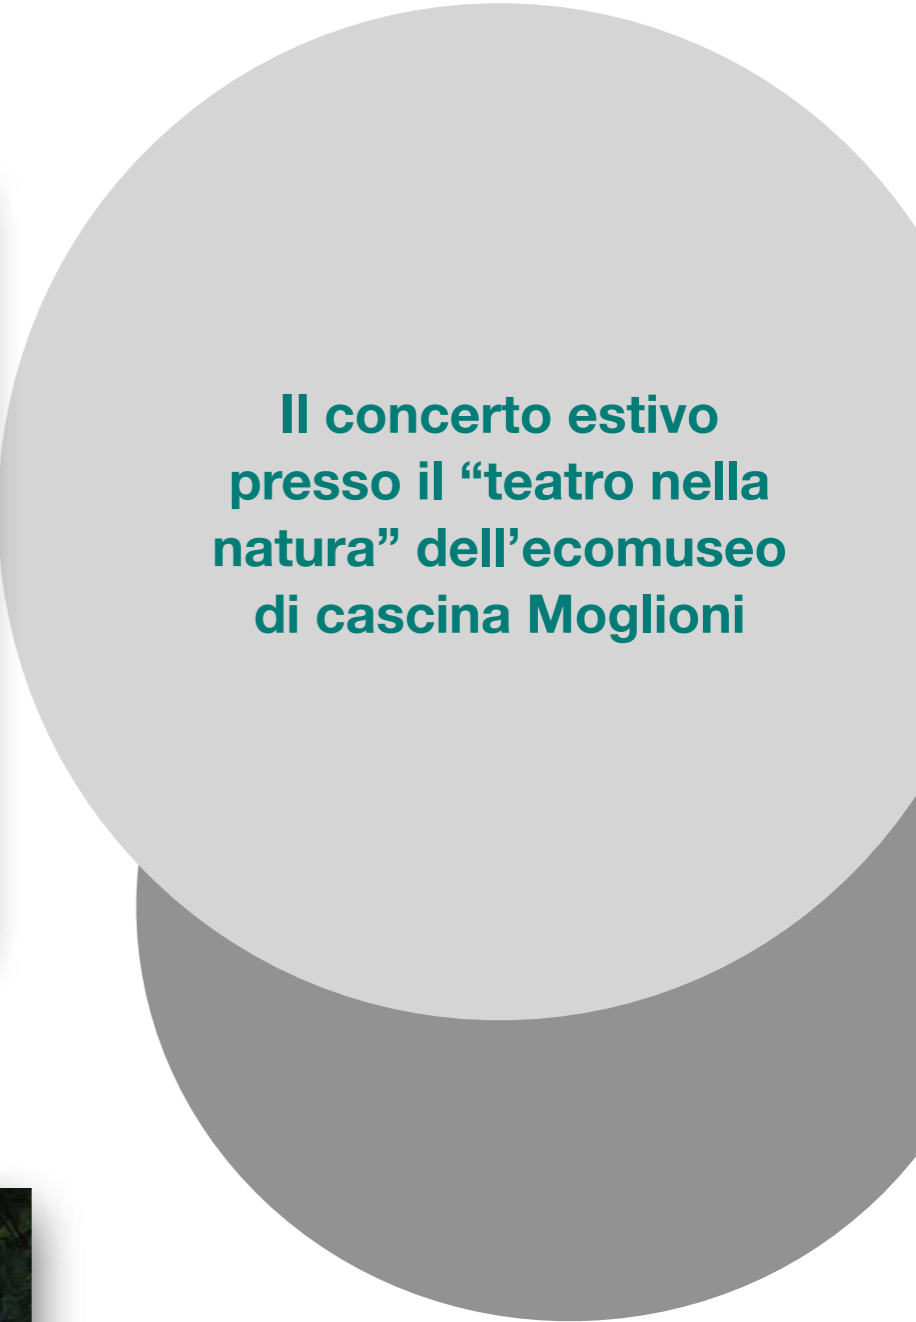 Il concerto estivo
presso il “teatro nella
natura” dell’ecomuseo
di cascina Moglioni